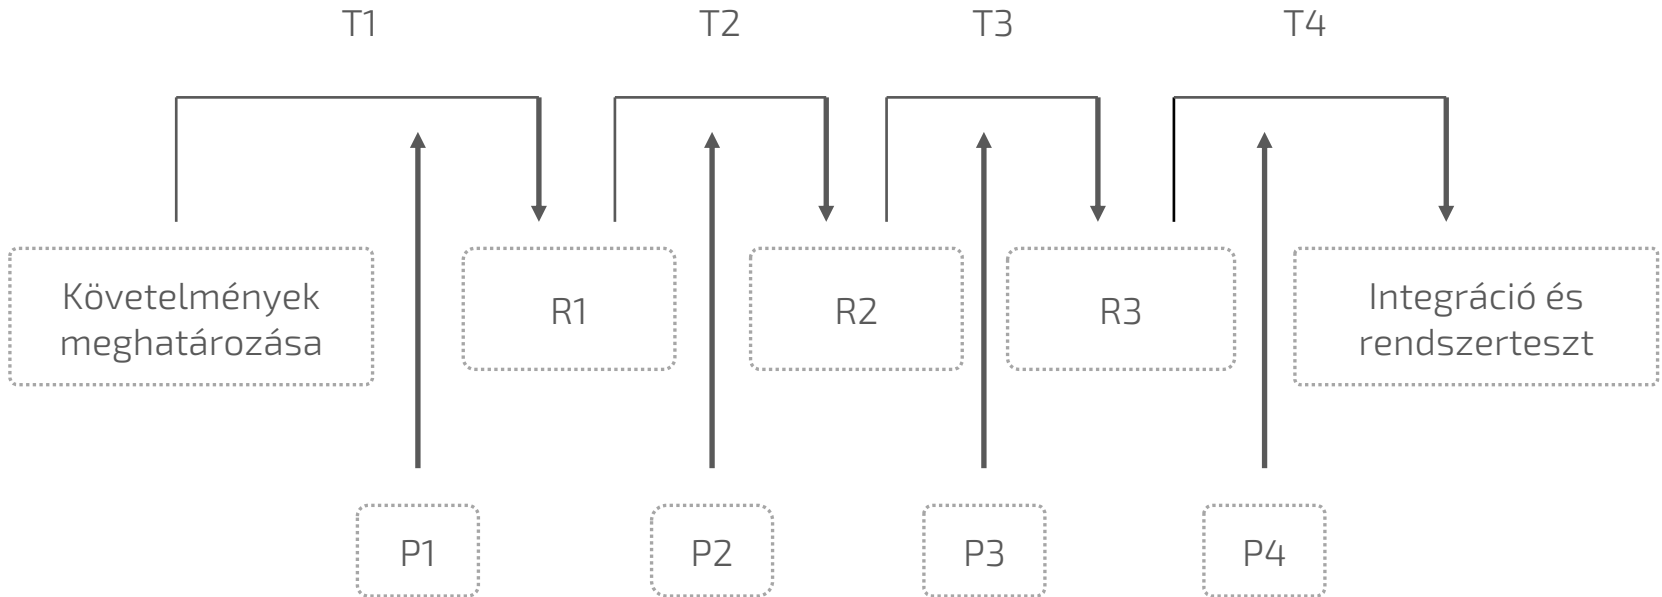 T1
T2
T3
T4
Követelmények
meghatározása
R1
R2
R3
Integráció és
rendszerteszt
P1
P2
P3
P4